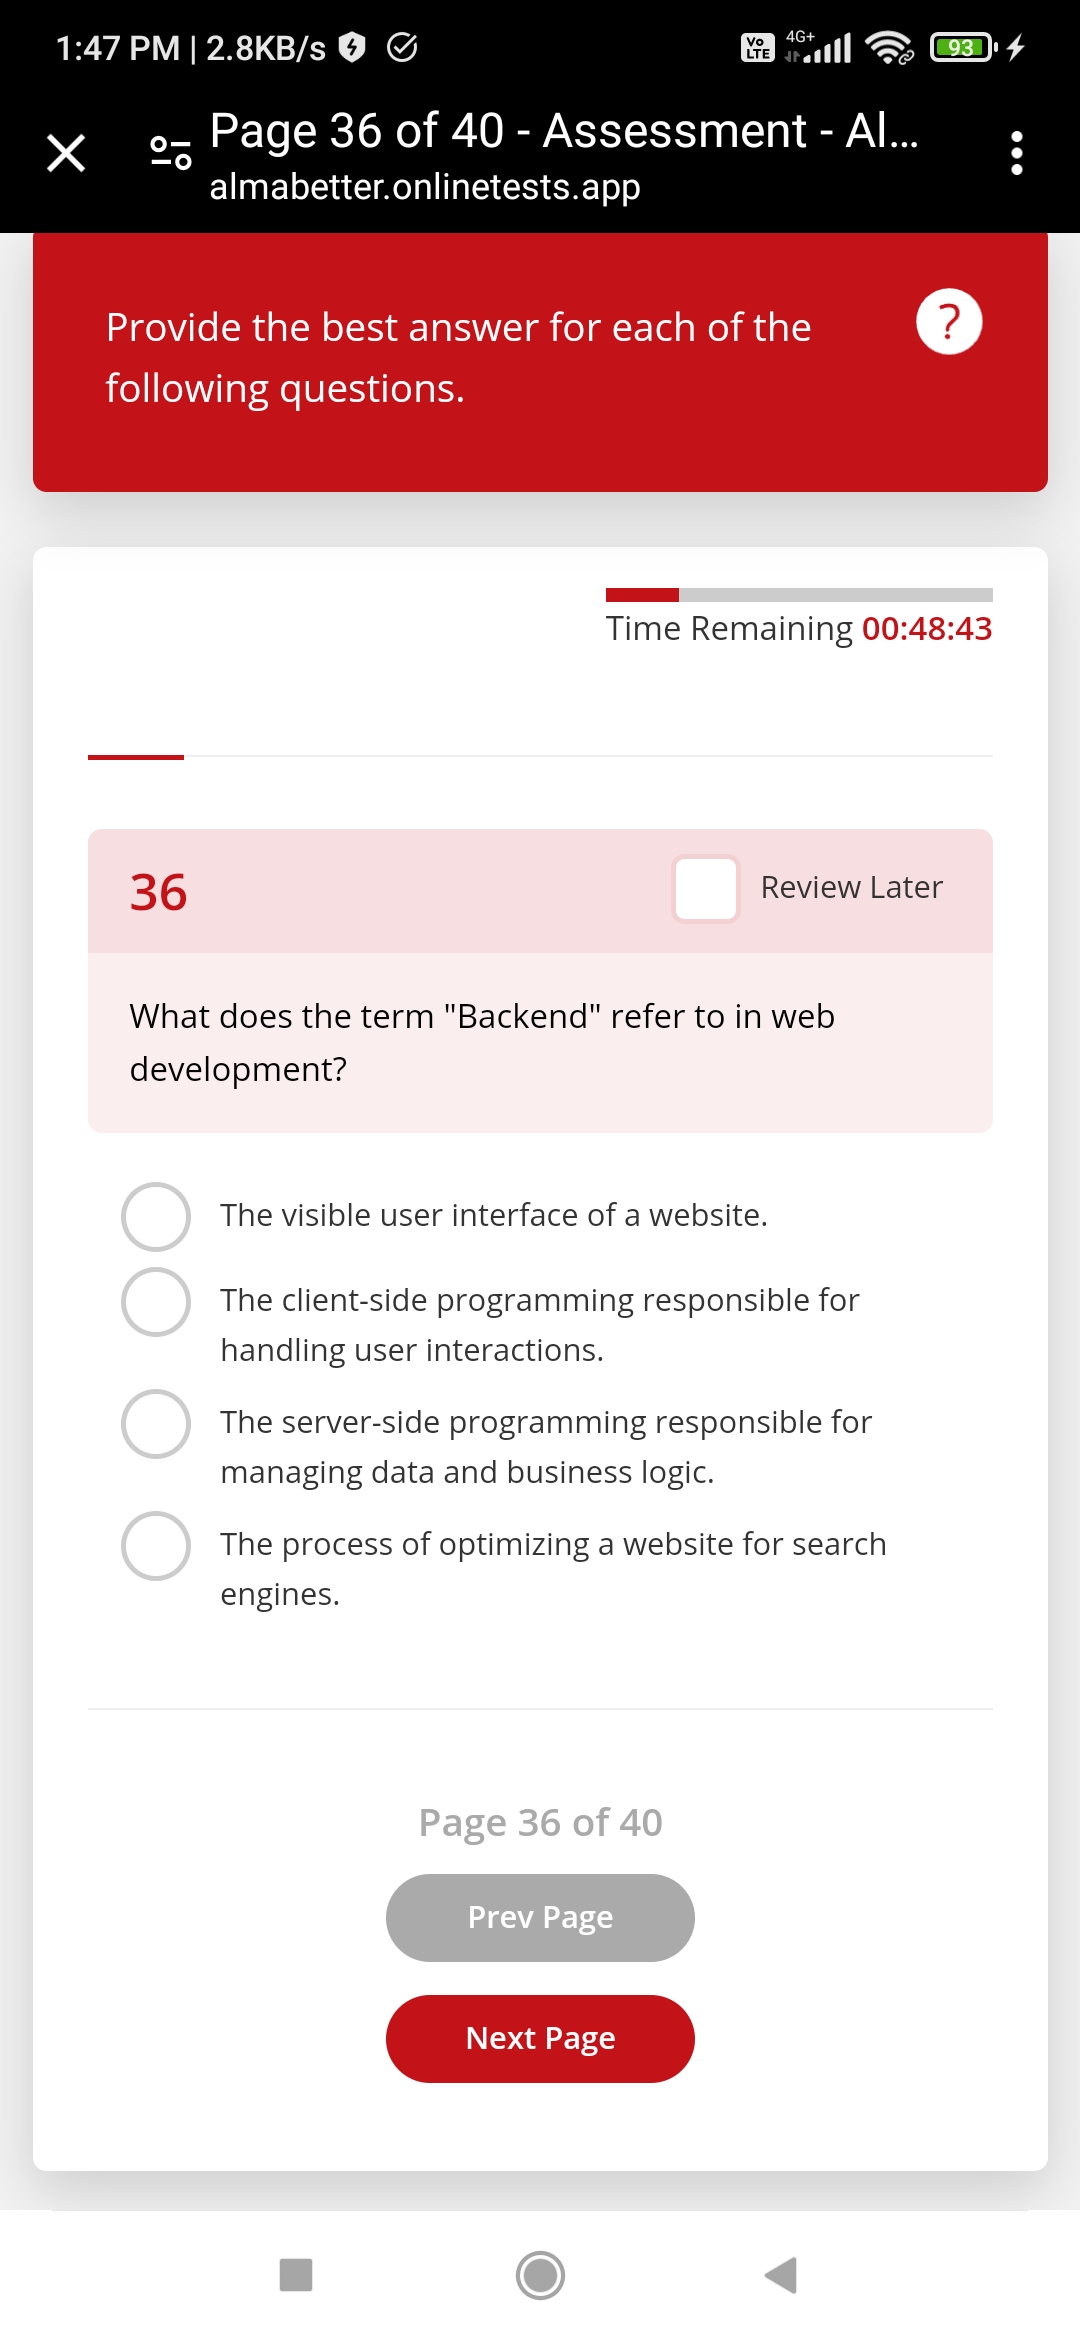 1:47 PM | 2.8KB/s
Vo LTE 4G+ 93
Page 36 of 40 - Assessment - Al...
almabetter.onlinetests.app
Provide the best answer for each of the
following questions.
?
Time Remaining 00:48:43
36 Review Later
What does the term "Backend" refer to in web
development?
The visible user interface of a website.
The client-side programming responsible for
handling user interactions.
The server-side programming responsible for
managing data and business logic.
The process of optimizing a website for search
engines.
Page 36 of 40
Prev Page
Next Page